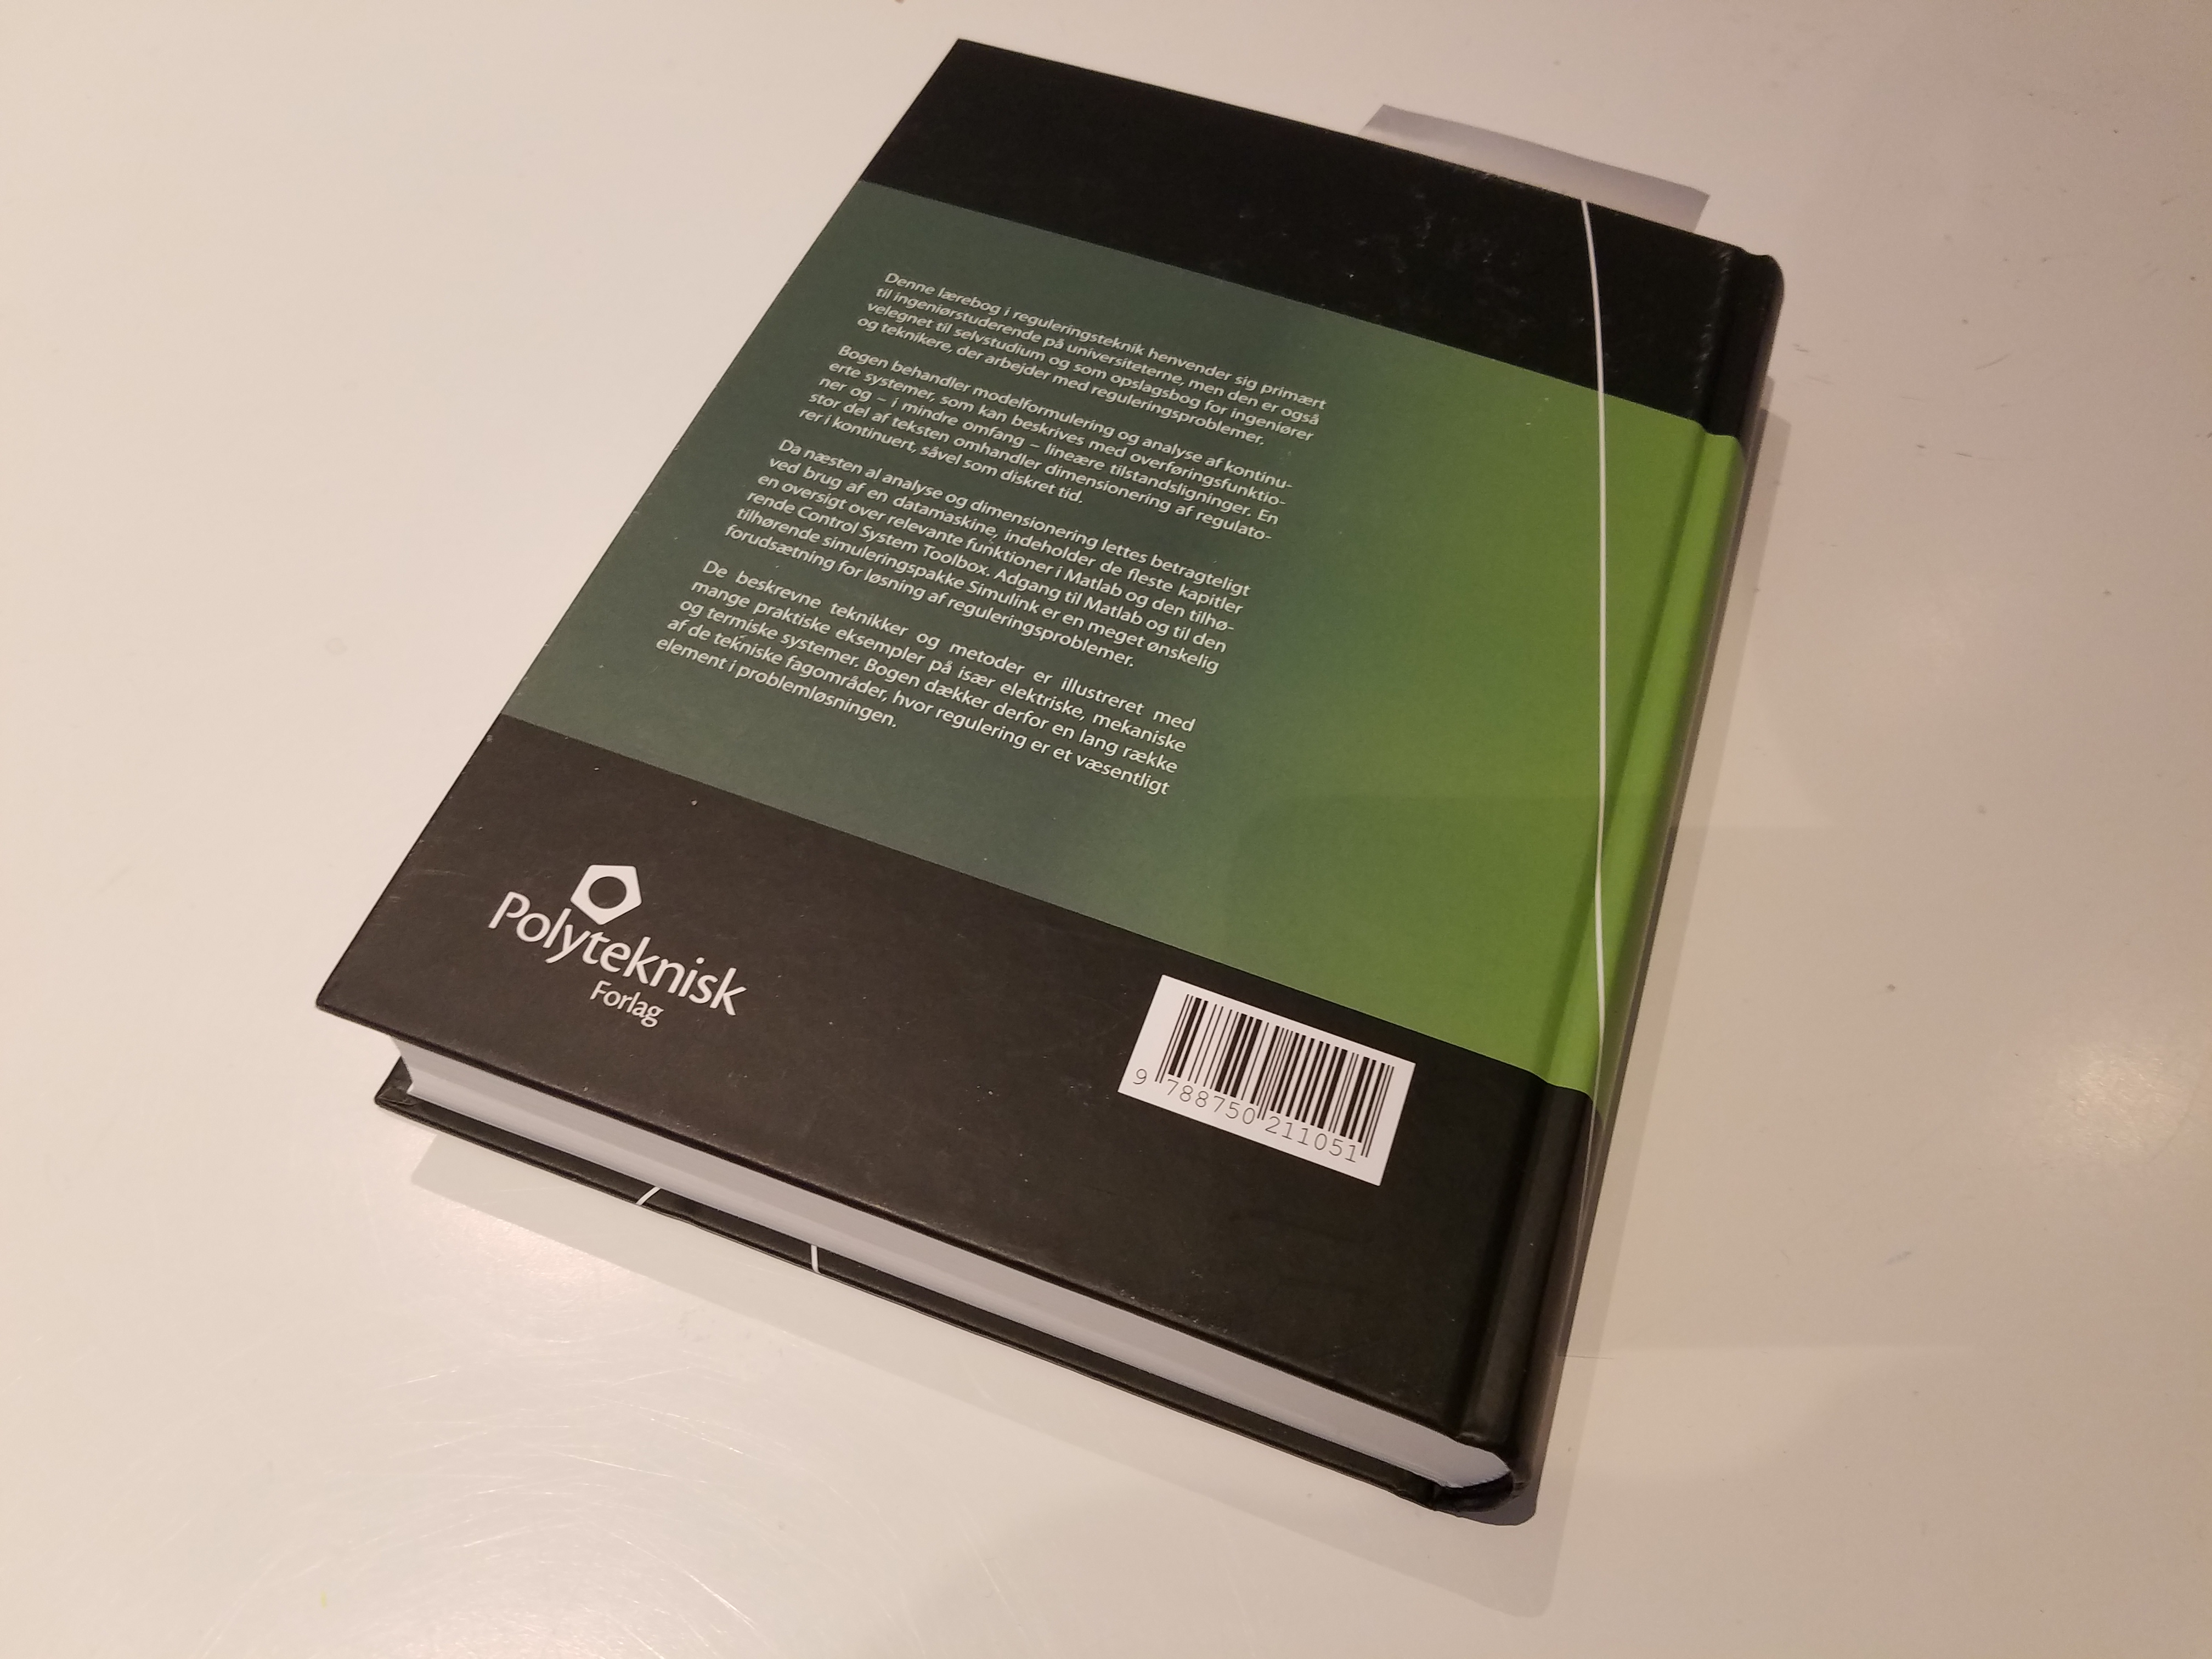 Denne lærebog i reguleringsteknik henvender sig primært
til ingeniørstuderende på universiteterne, men den er også
velegnet til selvstudium og som opslagsbog for ingeniører
og teknikere, der arbejder med reguleringsproblemer.
Bogen behandler modelformulering og analyse af kontinu-
erte systemer, som kan beskrives med overføringsfunktio-
ner og – i mindre omfang – lineære tilstandsligninger. En
stor del af teksten omhandler dimensionering af regulato-
rer i kontinuert, såvel som diskret tid.
Da næsten al analyse og dimensionering lettes betragteligt
ved brug af en datamaskine, indeholder de fleste kapitler
en oversigt over relevante funktioner i Matlab og den tilhø-
rende Control System Toolbox. Adgang til Matlab og til den
tilhørende simuleringspakke Simulink er en meget ønskelig
forudsætning for løsning af reguleringsproblemer.
De beskrevne teknikker og metoder er illustreret med
mange praktiske eksempler på især elektriske, mekaniske
og termiske systemer. Bogen dækker derfor en lang række
af de tekniske fagområder, hvor regulering er et væsentligt
element i problemløsningen.
Polyteknisk
Forlag
9 788750 211051